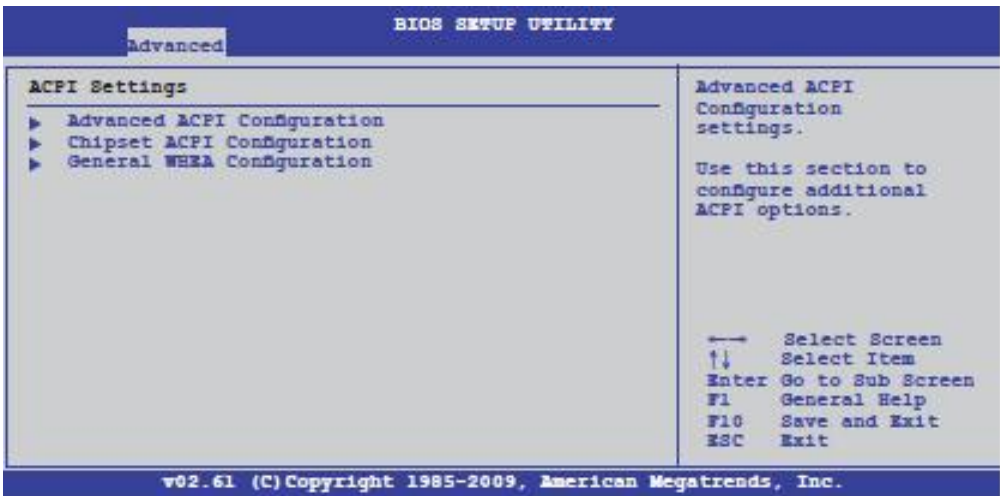 BIOS SETUP UTILITY
Advanced
ACPI Settings
▶ Advanced ACPI Configuration
▶ Chipset ACPI Configuration
▶ General WHEA Configuration
Advanced ACPI
Configuration
settings.
Use this section to
configure additional
ACPI options.
←→ Select Screen
↑↓ Select Item
Enter Go to Sub Screen
F1 General Help
F10 Save and Exit
ESC Exit
v02.61 (C)Copyright 1985-2009, American Megatrends, Inc.